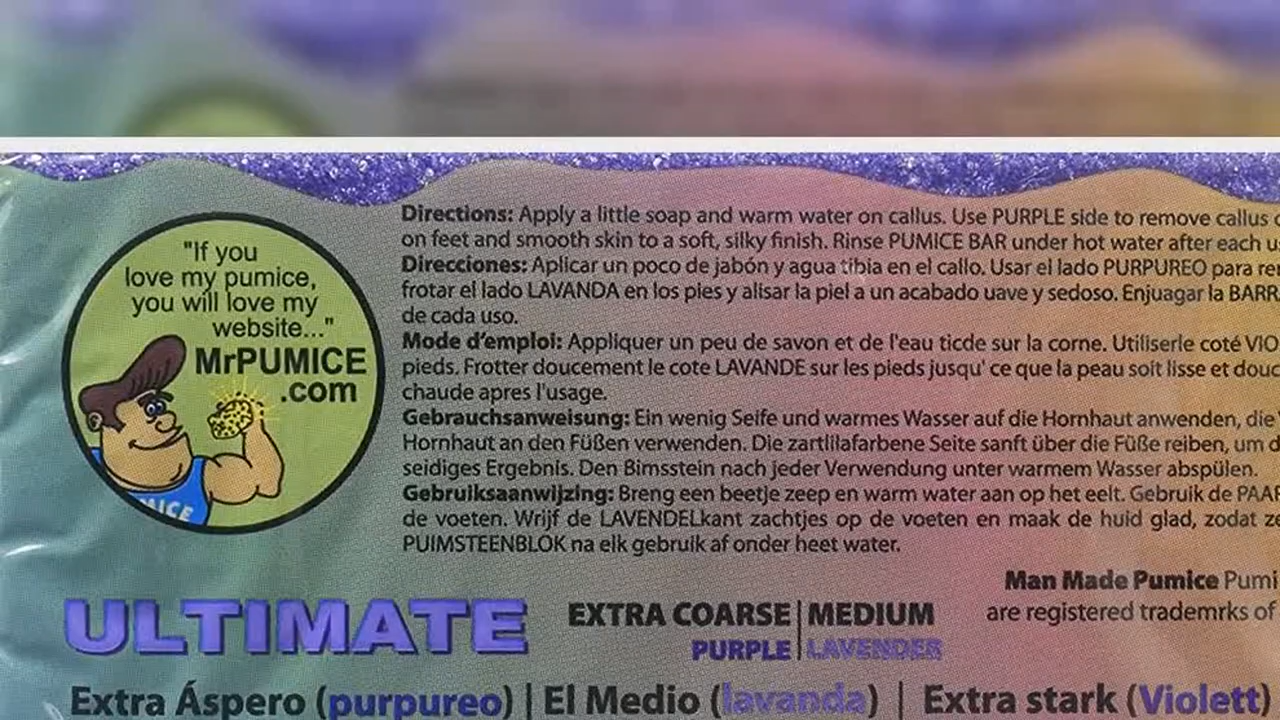 "If you
love my pumice,
you will love my
website..."
MrPUMICE
.com
MICE
Directions: Apply a little soap and warm water on callus. Use PURPLE side to remove callus
on feet and smooth skin to a soft, silky finish. Rinse PUMICE BAR under hot water after each
Direcciones: Aplicar un poco de jabón y agua tibia en el callo. Usar el lado PURPUREO para
frotar el lado LAVANDA en los pies y alisar la piel a un acabado uave y sedoso. Enjuagar la
de cada uso.
Mode d'emploi: Appliquer un peu de savon et de l'eau ticde sur la corne. Utiliserle coté
pieds. Frotter doucement le cote LAVANDE sur les pieds jusqu' ce que la peau soit lisse et
chaude apres l'usage.
Gebrauchsanweisung: Ein wenig Seife und warmes Wasser auf die Hornhaut anwenden, die
Hornhaut an den Füßen verwenden. Die zartlilafarbene Seite sanft über die Füße reiben, um
seidiges Ergebnis. Den Bimsstein nach jeder Verwendung unter warmem Wasser abspülen.
Gebruiksaanwijzing: Breng een beetje zeep en warm water aan op het eelt. Gebruik de
de voeten. Wrijf de LAVENDELkant zachtjes op de voeten en maak de huid glad, zodat
PUIMSTEENBLOK na elk gebruik af onder heet water.
Man Made Pumice Pumi
are registered trademrks of
ULTIMATE
EXTRA COARSE | MEDIUM
PURPLE | LAVENDER
Extra Áspero (purpureo) | El Medio (lavanda) | Extra stark (Violett)